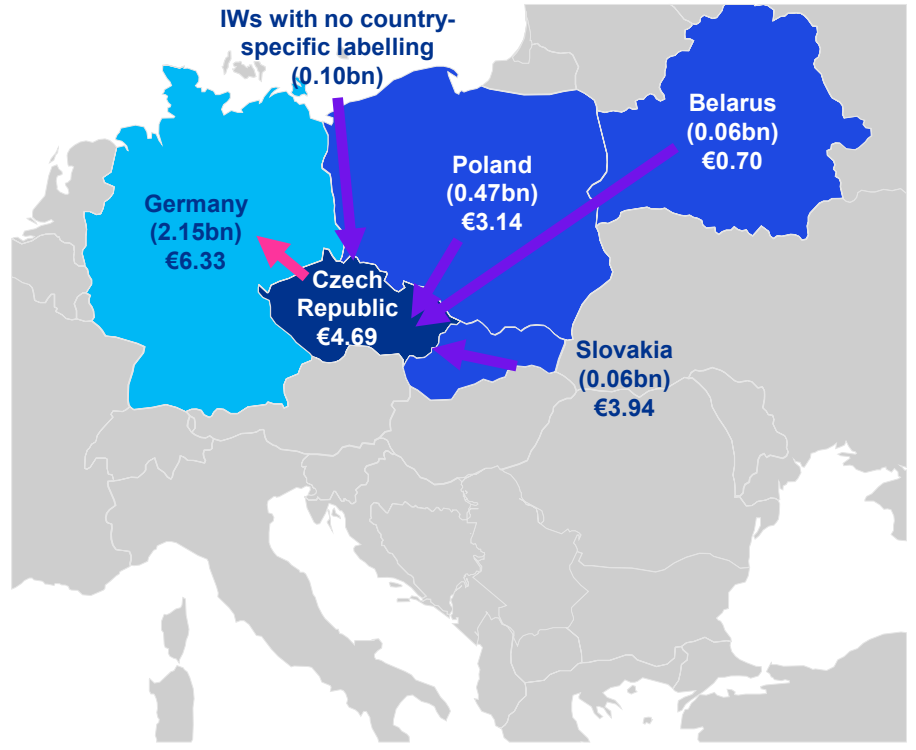 IWs with no country-
specific labelling
(0.10bn)
Belarus
(0.06bn)
€0.70
Poland
(0.47bn)
€3.14
Germany
(2.15bn)
€6.33
Czech
Republic
€4.69
Slovakia
(0.06bn)
€3.94